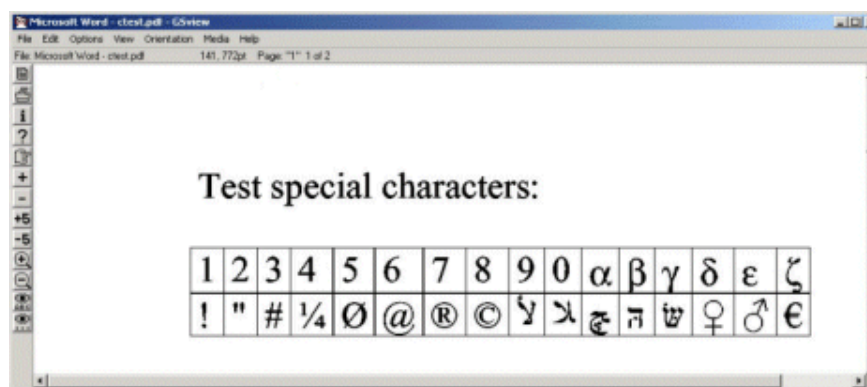 Microsoft Word - ctest.pdf - GSview
File Edit Options View Orientation Media Help
File: Microsoft Word - ctest.pdf 141, 772pt Page: "1" 1 of 2
i
?
+
-
+5
-5
Test special characters:
1 2 3 4 5 6 7 8 9 0 α β γ δ ε ζ
! " # ¼ Ø @ ® © ♀ ♂ €